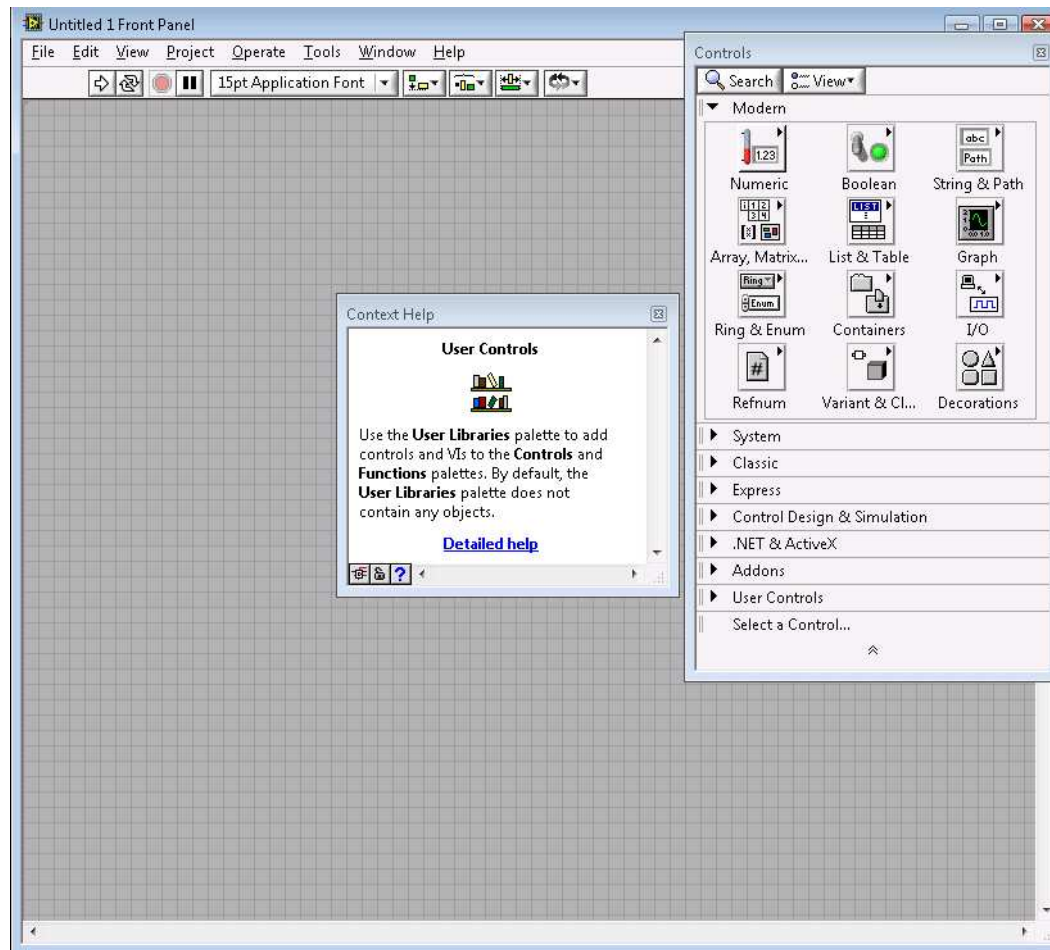 Untitled 1 Front Panel
File Edit View Project Operate Tools Window Help
15pt Application Font
Controls
Search View
Modern
1.23
abc
Path
Numeric Boolean String & Path
LIST
Array, Matrix... List & Table Graph
Ring
Enum
Ring & Enum Containers I/O
#
Refnum Variant & Cl... Decorations
System
Classic
Express
Control Design & Simulation
.NET & ActiveX
Addons
User Controls
Select a Control...
Context Help
User Controls
Use the User Libraries palette to add
controls and VIs to the Controls and
Functions palettes. By default, the
User Libraries palette does not
contain any objects.
Detailed help
?